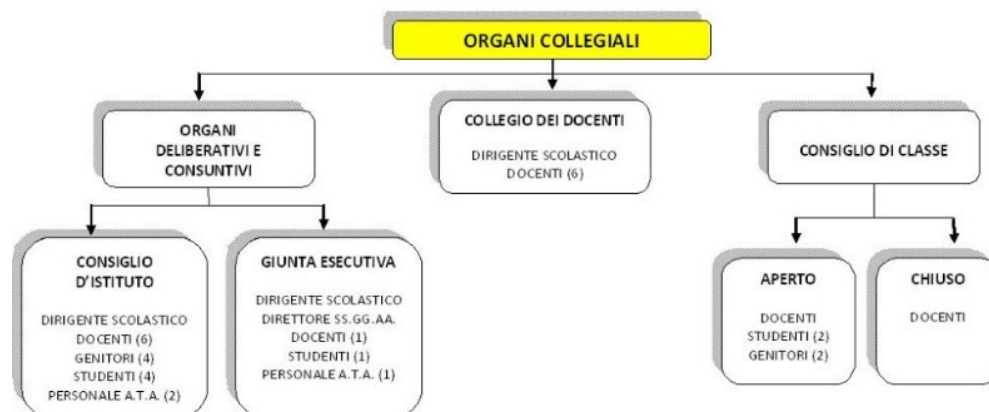 ORGANI COLLEGIALI
ORGANI
DELIBERATIVI E
CONSUNTIVI
COLLEGIO DEI DOCENTI
DIRIGENTE SCOLASTICO
DOCENTI (6)
CONSIGLIO DI CLASSE
CONSIGLIO
D'ISTITUTO
DIRIGENTE SCOLASTICO
DOCENTI (6)
GENITORI (4)
STUDENTI (4)
PERSONALE A.T.A. (2)
GIUNTA ESECUTIVA
DIRIGENTE SCOLASTICO
DIRETTORE SS.GG.AA.
DOCENTI (1)
STUDENTI (1)
PERSONALE A.T.A. (1)
APERTO
DOCENTI
STUDENTI (2)
GENITORI (2)
CHIUSO
DOCENTI